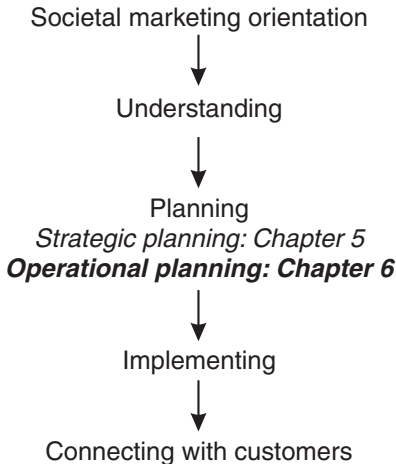 Societal marketing orientation
Understanding
Planning
Strategic planning: Chapter 5
Operational planning: Chapter 6
Implementing
Connecting with customers